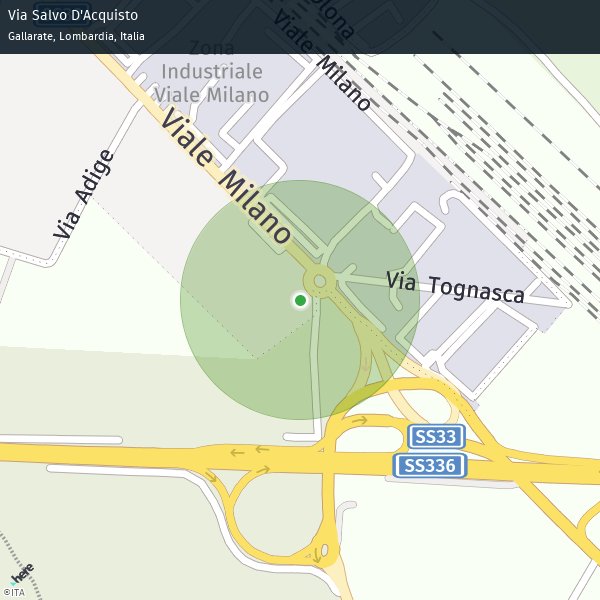 Via Salvo D'Acquisto
Gallarate, Lombardia, Italia
Olona
Viale Milano
Zona
Industriale
Viale Milano
Viale Milano
Via Adige
Via Tognasca
SS33
SS336
here
©ITA